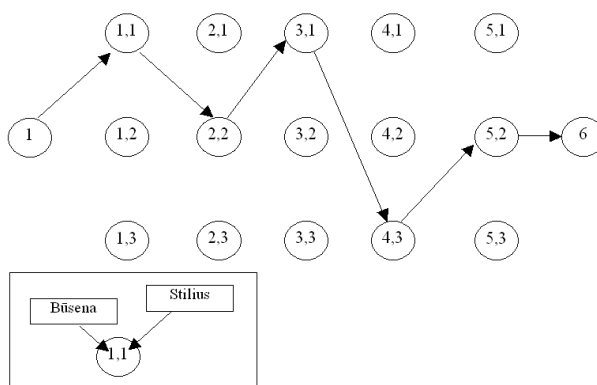 1,1 2,1 3,1 4,1 5,1
1 1,2 2,2 3,2 4,2 5,2 6
1,3 2,3 3,3 4,3 5,3
Būsena Stilius
1,1